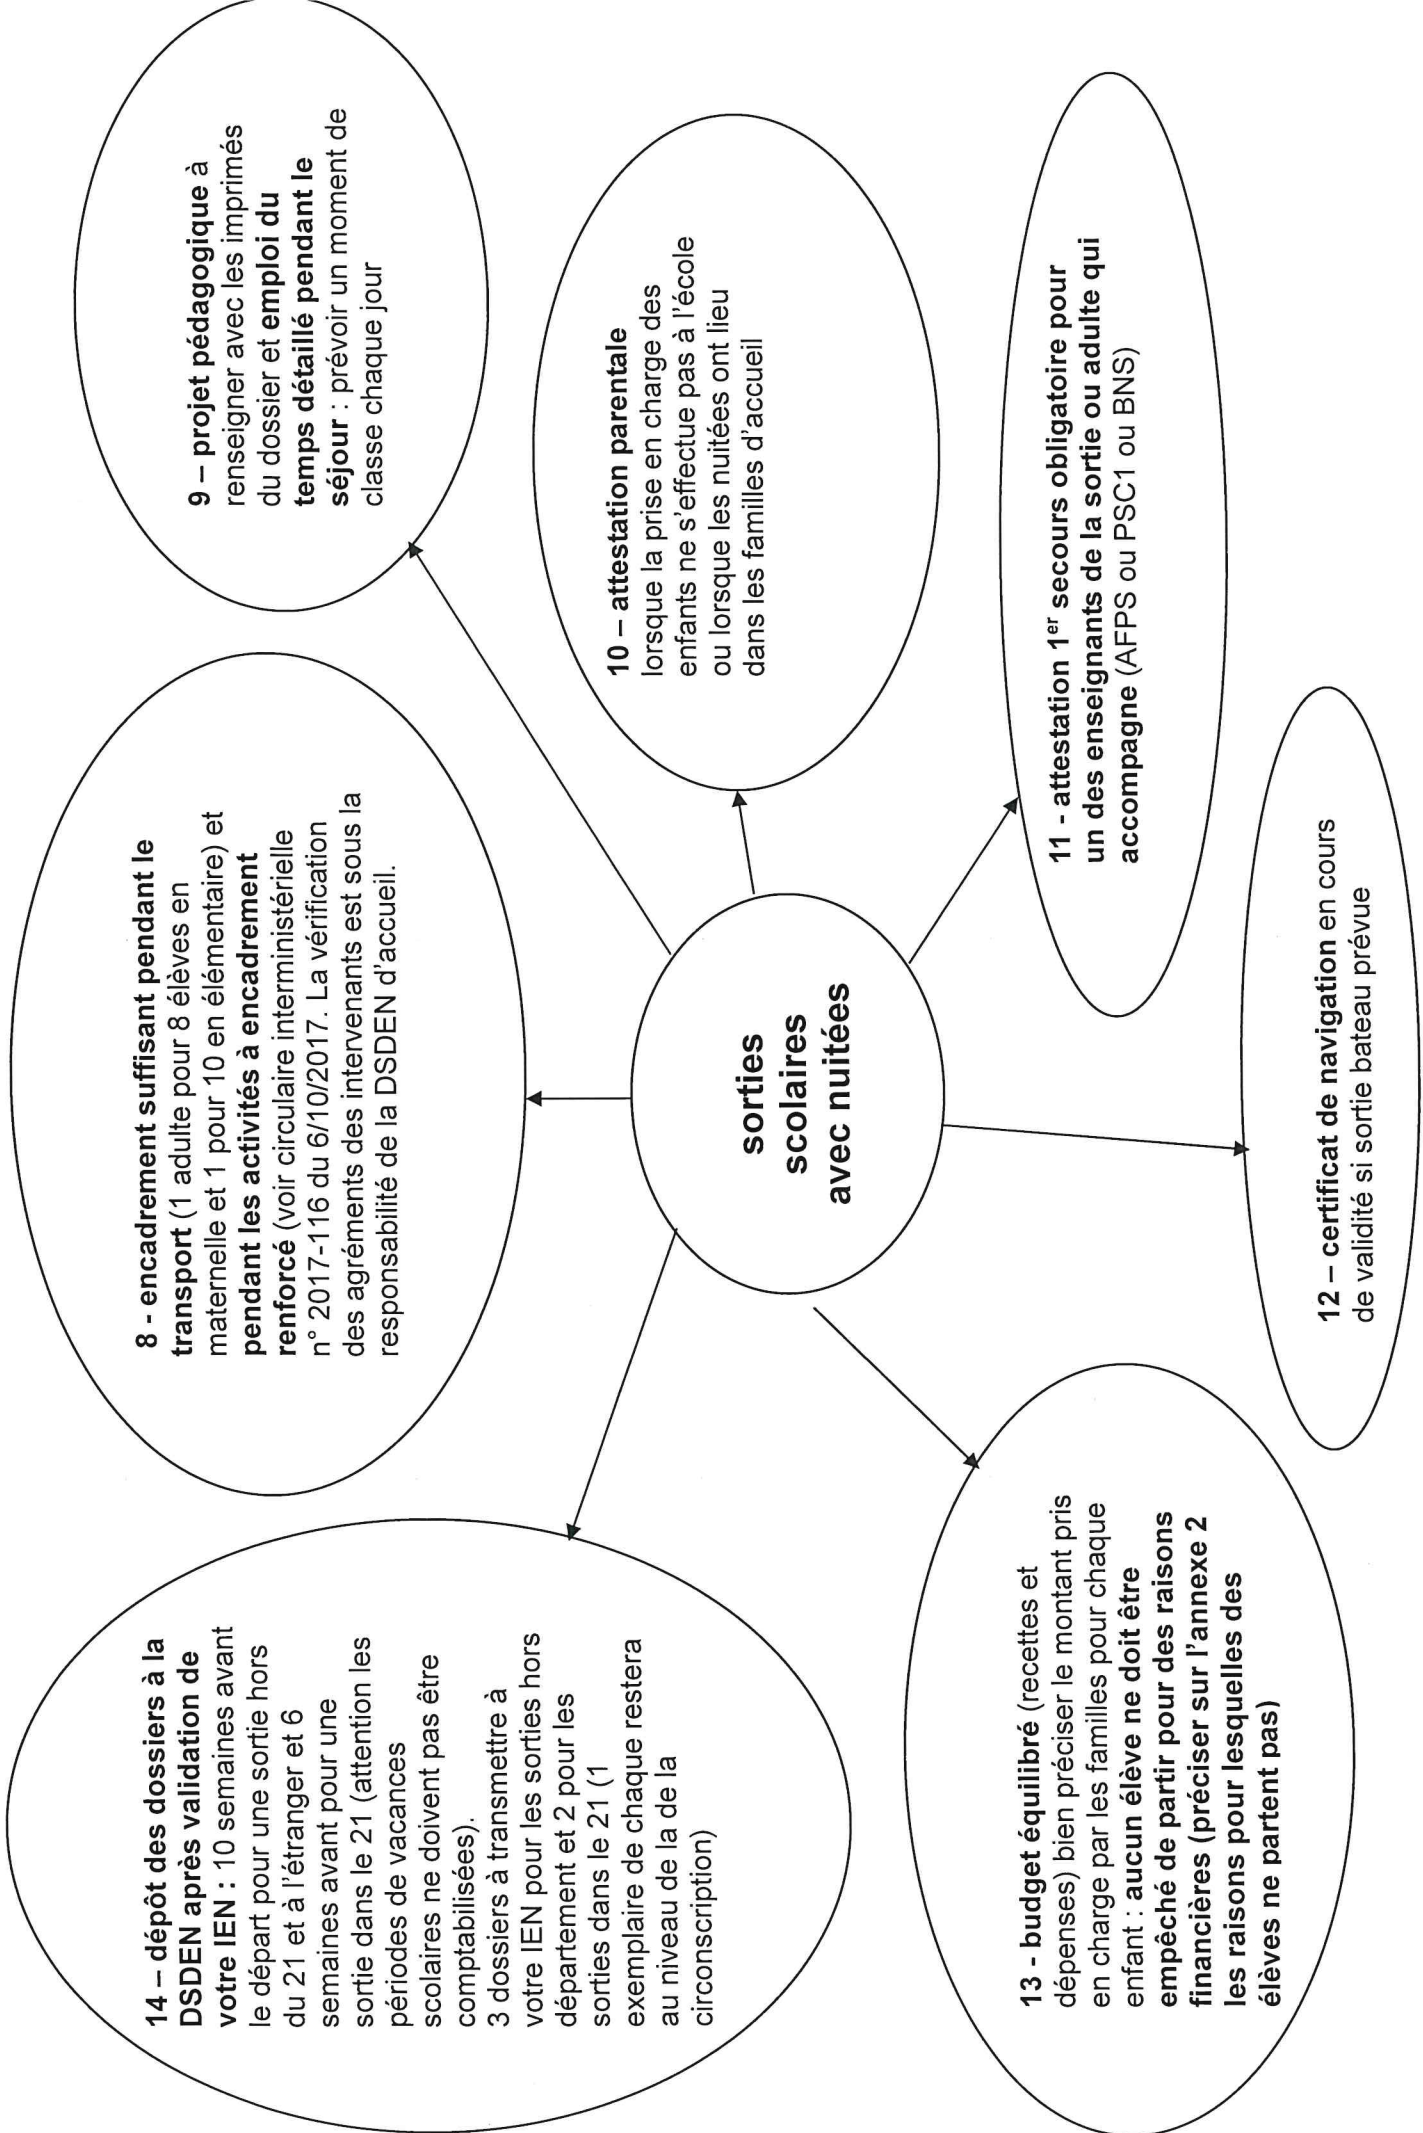 8 - encadrement suffisant pendant le
transport (1 adulte pour 8 élèves en
maternelle et 1 pour 10 en élémentaire) et
pendant les activités à encadrement
renforcé (voir circulaire interministérielle
n° 2017-116 du 6/10/2017. La vérification
des agréments des intervenants est sous la
responsabilité de la DSDEN d'accueil.
9 – projet pédagogique à
renseigner avec les imprimés
du dossier et emploi du
temps détaillé pendant le
séjour : prévoir un moment de
classe chaque jour
10 – attestation parentale
lorsque la prise en charge des
enfants ne s'effectue pas à l'école
ou lorsque les nuitées ont lieu
dans les familles d'accueil
11 - attestation 1er secours obligatoire pour
un des enseignants de la sortie ou adulte qui
accompagne (AFPS ou PSC1 ou BNS)
12 – certificat de navigation en cours
de validité si sortie bateau prévue
13 - budget équilibré (recettes et
dépenses) bien préciser le montant pris
en charge par les familles pour chaque
enfant : aucun élève ne doit être
empêché de partir pour des raisons
financières (préciser sur l'annexe 2
les raisons pour lesquelles des
élèves ne partent pas)
14 – dépôt des dossiers à la
DSDEN après validation de
votre IEN : 10 semaines avant
le départ pour une sortie hors
du 21 et à l'étranger et 6
semaines avant pour une
sortie dans le 21 (attention les
périodes de vacances
scolaires ne doivent pas être
comptabilisées).
3 dossiers à transmettre à
votre IEN pour les sorties hors
département et 2 pour les
sorties dans le 21 (1
exemplaire de chaque restera
au niveau de la de la
circonscription)
sorties
scolaires
avec nuitées